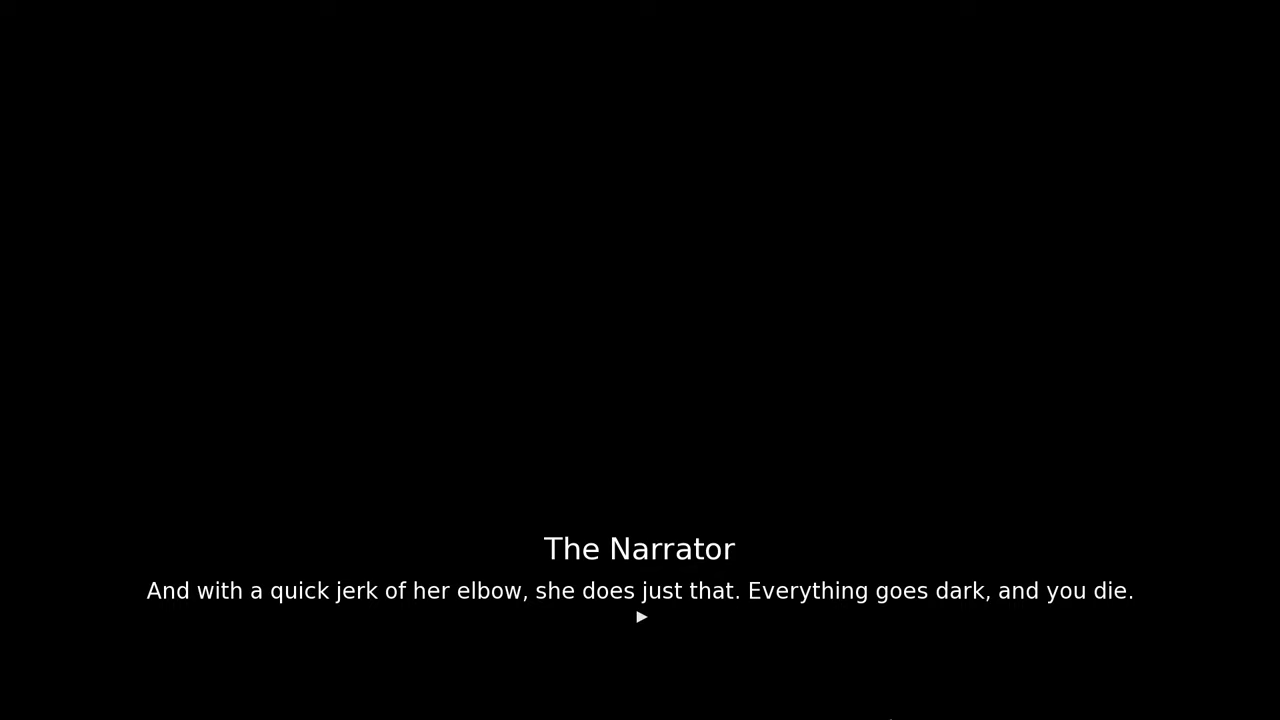 The Narrator
And with a quick jerk of her elbow, she does just that. Everything goes dark, and you die.